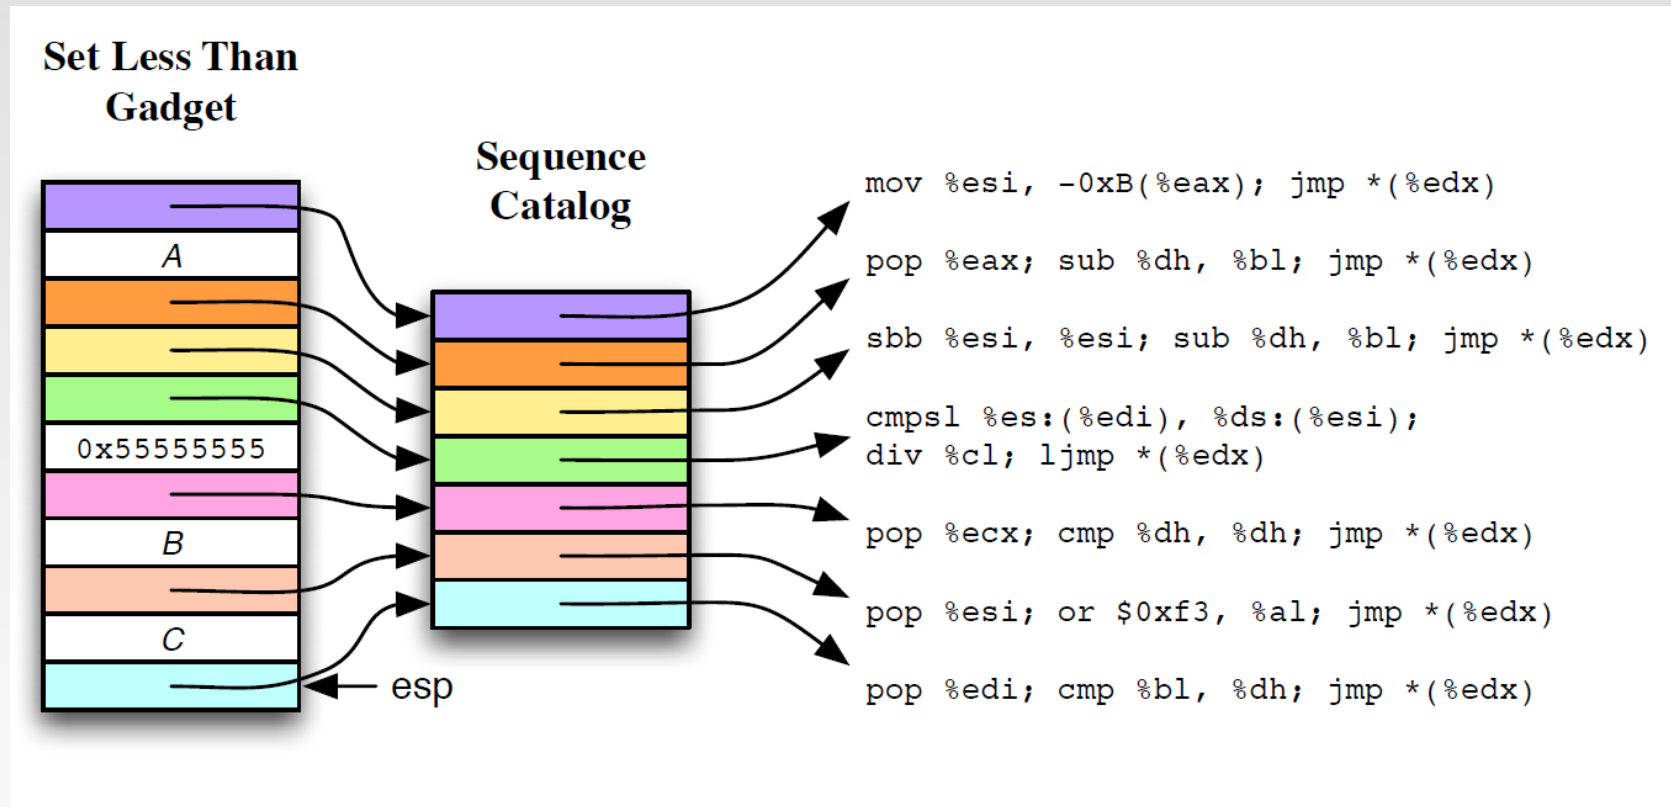 Set Less Than
Gadget
Sequence
Catalog
A
0x55555555
B
C
esp
mov %esi, -0xB(%eax); jmp *(%edx)
pop %eax; sub %dh, %bl; jmp *(%edx)
sbb %esi, %esi; sub %dh, %bl; jmp *(%edx)
cmpsl %es:(%edi), %ds:(%esi);
div %cl; ljmp *(%edx)
pop %ecx; cmp %dh, %dh; jmp *(%edx)
pop %esi; or $0xf3, %al; jmp *(%edx)
pop %edi; cmp %bl, %dh; jmp *(%edx)